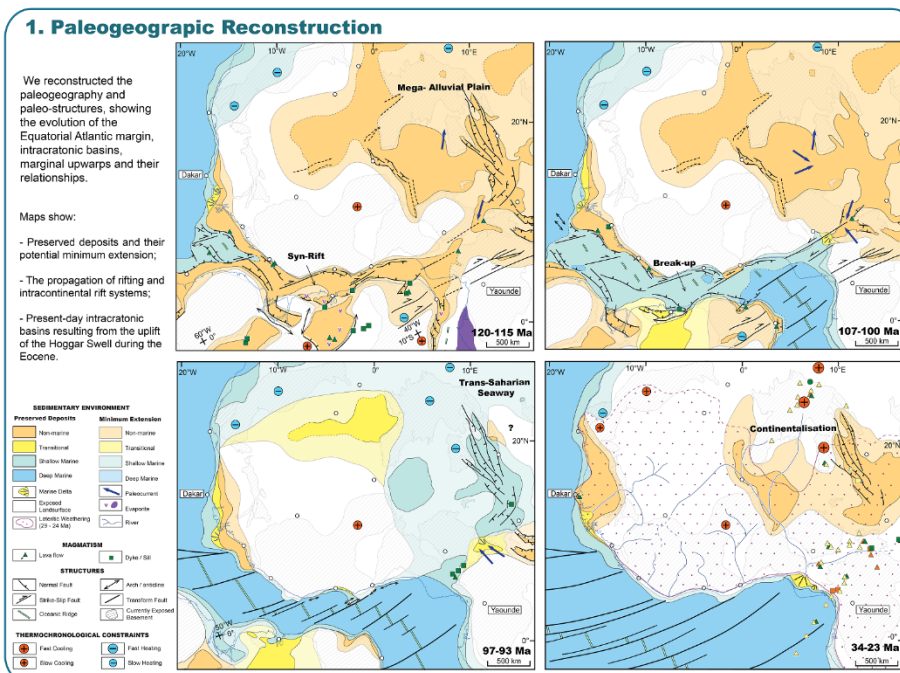 1. Paleogeograpic Reconstruction
We reconstructed the
paleogeography and
paleo-structures, showing
the evolution of the
Equatorial Atlantic margin,
intracratonic basins,
marginal upwarps and their
relationships.
Maps show:
- Preserved deposits and their
potential minimum extension;
- The propagation of rifting and
intracontinental rift systems;
- Present-day intracratonic
basins resulting from the uplift
of the Hoggar Swell during the
Eocene.
SEDIMENTARY ENVIRONMENT
Preserved Deposits
Minimum Extension
Non-marine
Non-marine
Transitional
Transitional
Shallow Marine
Shallow Marine
Deep Marine
Deep Marine
Marine Delta
Paleocurrent
Exposed
Landsurface
Evaporite
Lateritic Weathering
(29 - 24 Ma)
River
MAGMATISM
Lava flow
Dyke / Sill
STRUCTURES
Normal Fault
Arch / anticline
Strike-Slip Fault
Transform Fault
Oceanic Ridge
Currently Exposed
Basement
THERMOCHRONOLOGICAL CONSTRAINTS
Fast Cooling
Fast Heating
Slow Cooling
Slow Heating
20°W
10°W
0°
10°E
Mega- Alluvial Plain
20°N
Dakar
Syn-Rift
Yaounde
0°
50°W
0°
40°W
10°S
120-115 Ma
500 km
20°W
10°W
0°
10°E
20°N
Dakar
Break-up
Yaounde
0°
107-100 Ma
500 km
20°W
10°W
0°
10°E
Trans-Saharian
Seaway
?
20°N
Dakar
Yaounde
50°W
0°
-0°
97-93 Ma
500 km
20°W
10°W
0°
10°E
Continentalisation
20°N
Dakar
Yaounde
-0°
34-23 Ma
500 km